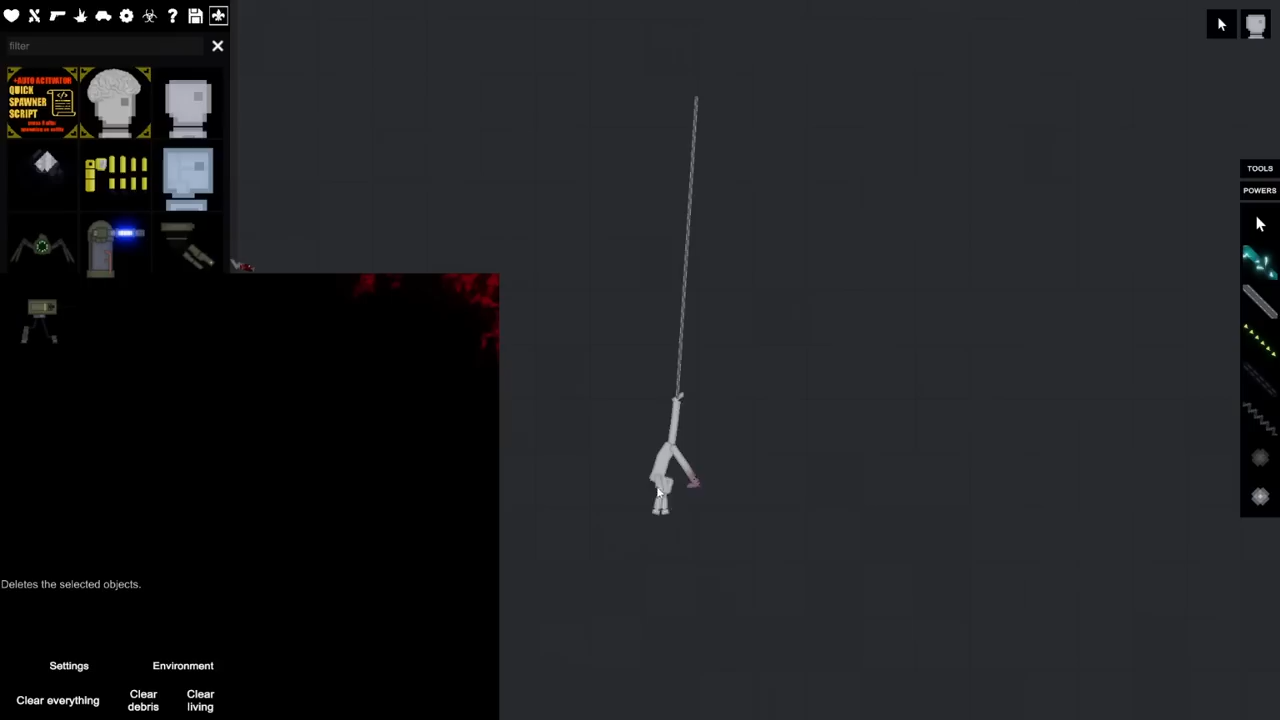 ?
filter
+AUTO ACTIVATOR
QUICK
SPAWNER
SCRIPT
TOOLS
POWERS
Deletes the selected objects.
Settings
Environment
Clear everything
Clear
debris
Clear
living